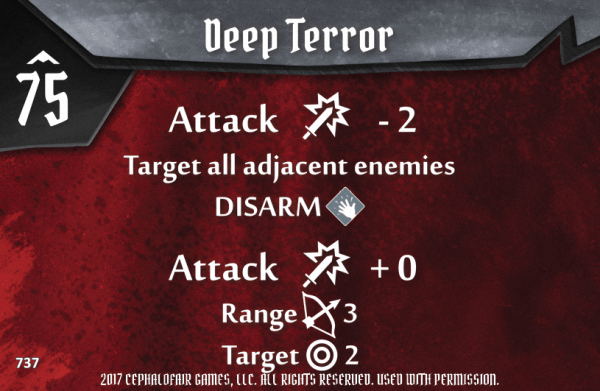 Deep Terror
75
Attack - 2
Target all adjacent enemies
DISARM
Attack + 0
Range 3
Target 2
737
2017 CEPHALOFAIR GAMES, LLC. ALL RIGHTS RESERVED. USED WITH PERMISSION.